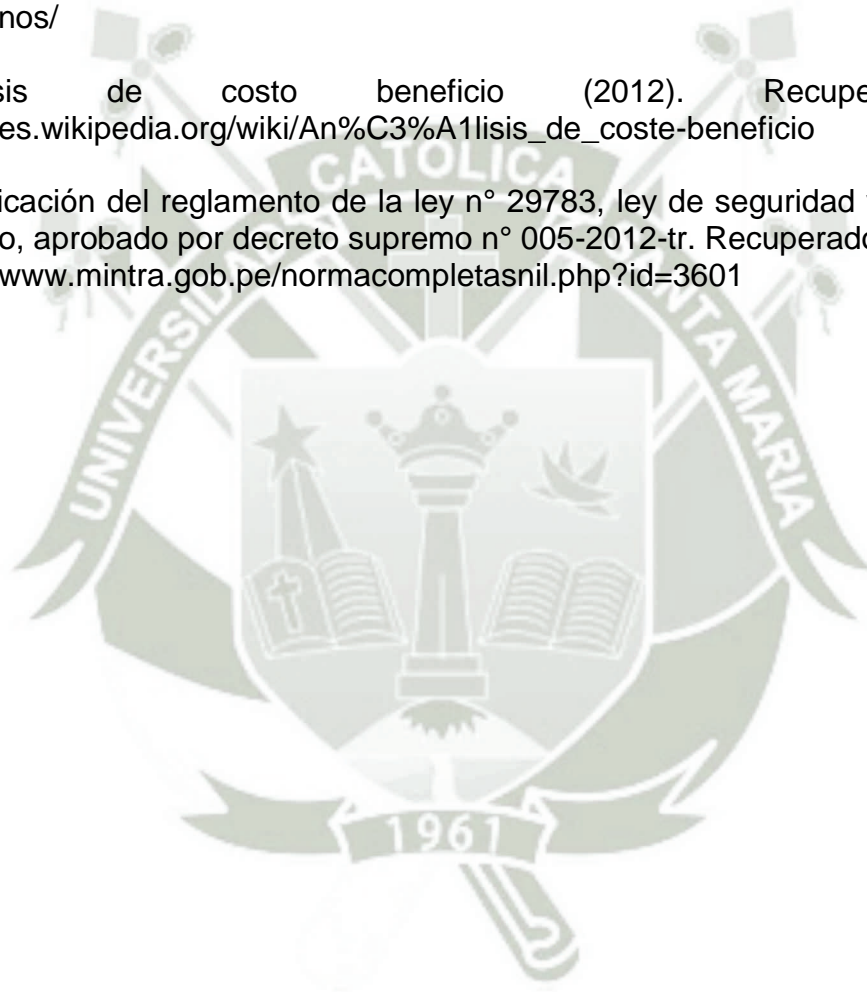 nos/
sis de costo beneficio (2012). Recupe
es.wikipedia.org/wiki/An%C3%A1lisis_de_coste-beneficio
icación del reglamento de la ley n° 29783, ley de seguridad
o, aprobado por decreto supremo n° 005-2012-tr. Recuperado
www.mintra.gob.pe/normacompletasnil.php?id=3601
UNIVERSIDAD CATOLICA SANTA MARIA
1961